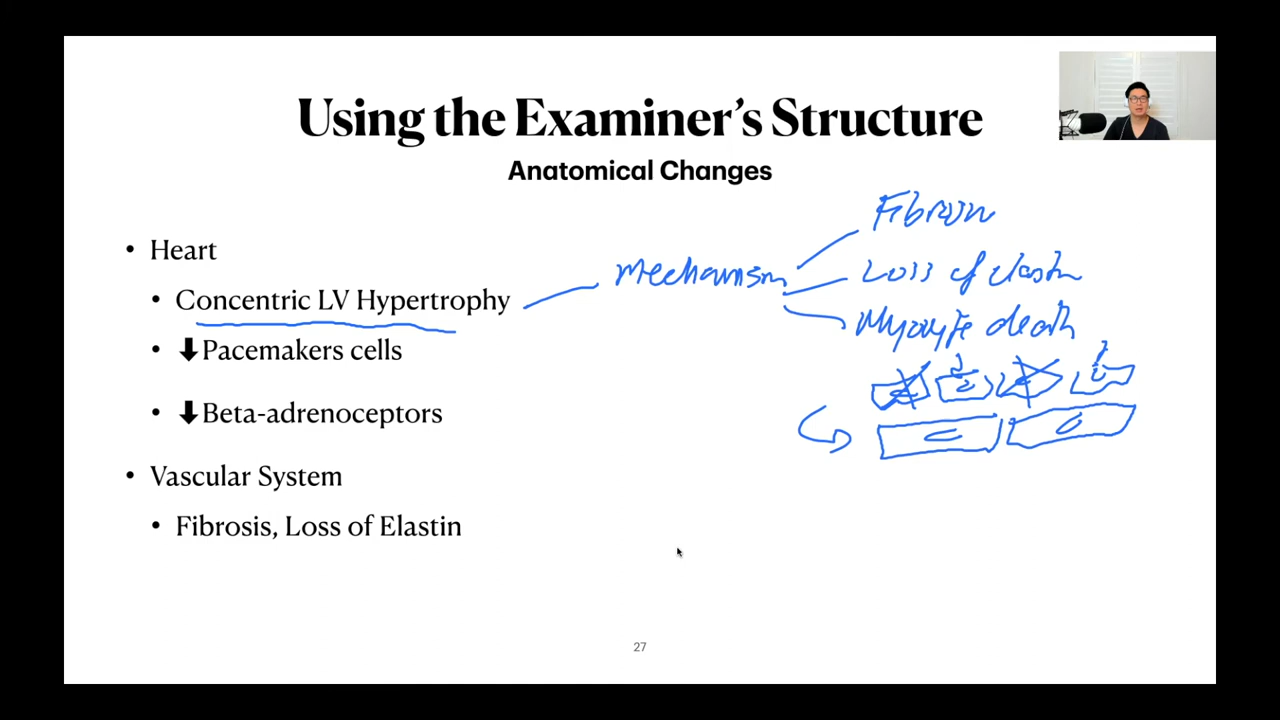 Using the Examiner's Structure
Anatomical Changes
• Heart
• Concentric LV Hypertrophy
• ⬇Pacemakers cells
• ⬇Beta-adrenoceptors
• Vascular System
• Fibrosis, Loss of Elastin
Mechanism
Fibrosis
Loss of elastin
Myocyte death
27